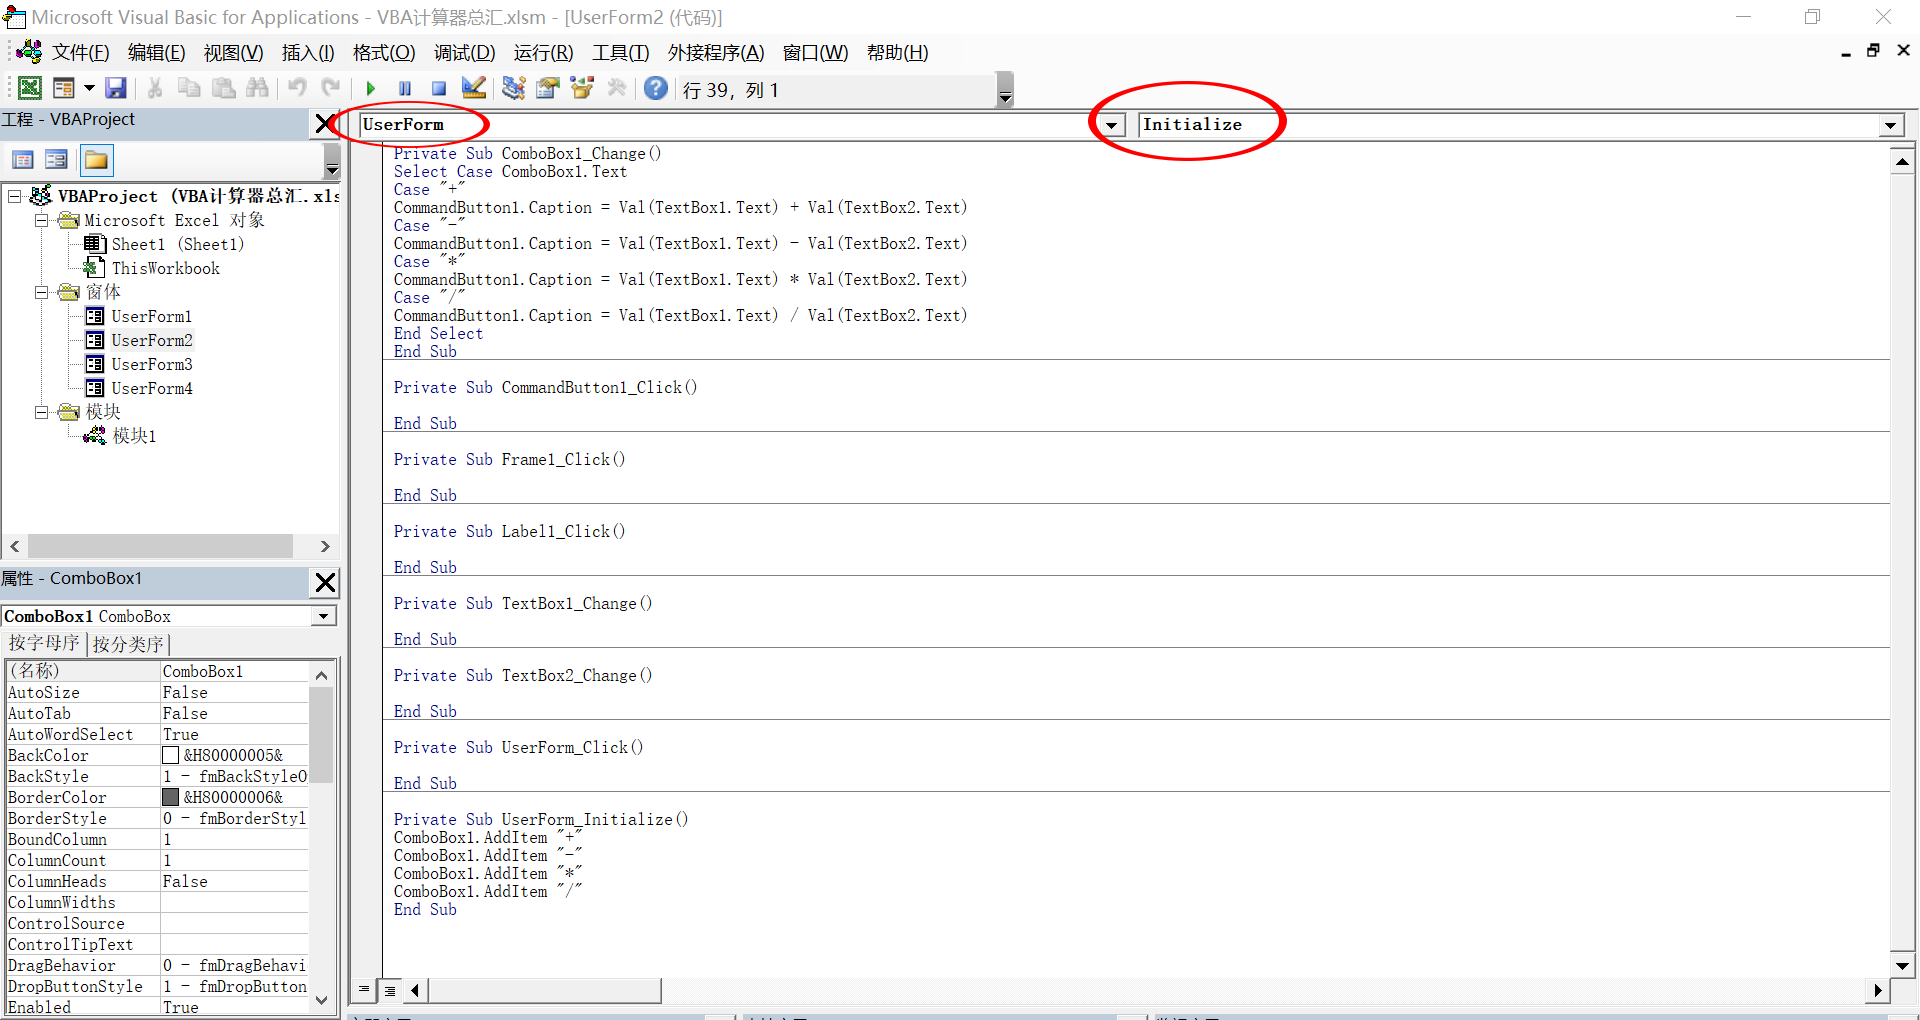 Microsoft Visual Basic for Applications - VBA计算器总汇.xlsm - [UserForm2 (代码)]
文件(F) 编辑(E) 视图(V) 插入(I) 格式(O) 调试(D) 运行(R) 工具(T) 外接程序(A) 窗口(W) 帮助(H)
行 39，列 1
工程 - VBAProject
VBAProject (VBA计算器总汇.xls
Microsoft Excel 对象
Sheet1 (Sheet1)
ThisWorkbook
窗体
UserForm1
UserForm2
UserForm3
UserForm4
模块
模块1
属性 - ComboBox1
ComboBox1 ComboBox
按字母序 按分类序
(名称) ComboBox1
AutoSize False
AutoTab False
AutoWordSelect True
BackColor &H80000005&
BackStyle 1 - fmBackStyleO
BorderColor &H80000006&
BorderStyle 0 - fmBorderStyl
BoundColumn 1
ColumnCount 1
ColumnHeads False
ColumnWidths
ControlSource
ControlTipText
DragBehavior 0 - fmDragBehavi
DropButtonStyle 1 - fmDropButton
Enabled True
UserForm Initialize
Private Sub ComboBox1_Change()
Select Case ComboBox1.Text
Case "+"
CommandButton1.Caption = Val(TextBox1.Text) + Val(TextBox2.Text)
Case "-"
CommandButton1.Caption = Val(TextBox1.Text) - Val(TextBox2.Text)
Case "*"
CommandButton1.Caption = Val(TextBox1.Text) * Val(TextBox2.Text)
Case "/"
CommandButton1.Caption = Val(TextBox1.Text) / Val(TextBox2.Text)
End Select
End Sub
Private Sub CommandButton1_Click()
End Sub
Private Sub Frame1_Click()
End Sub
Private Sub Label1_Click()
End Sub
Private Sub TextBox1_Change()
End Sub
Private Sub TextBox2_Change()
End Sub
Private Sub UserForm_Click()
End Sub
Private Sub UserForm_Initialize()
ComboBox1.AddItem "+"
ComboBox1.AddItem "-"
ComboBox1.AddItem "*"
ComboBox1.AddItem "/"
End Sub